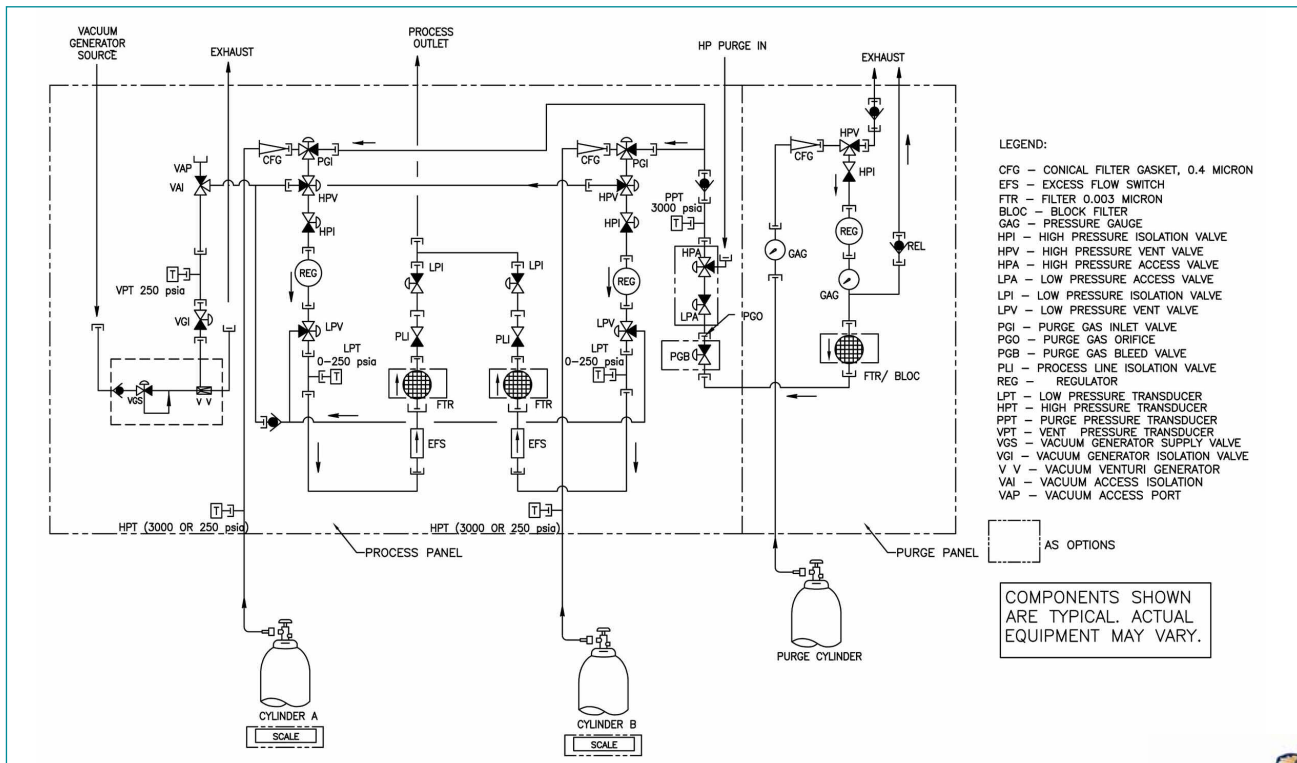 VACUUM
GENERATOR
SOURCE
EXHAUST
PROCESS
OUTLET
HP PURGE IN
EXHAUST
CFG
PGI
CFG
PGI
CFG
HPV
HPI
VAP
VAI
HPV
HPI
HPV
HPI
PPT
3000 psia
T
HPA
REG
GAG
REL
GAG
T
VPT 250 psia
VGI
REG
LPI
LPI
REG
LPA
PGO
LPV
PLI
PLI
LPV
LPT
0-250 psia
T
LPT
0-250 psia
T
PGB
FTR/ BLOC
VGS
V V
FTR
FTR
EFS
EFS
T
HPT (3000 OR 250 psia)
T
HPT (3000 OR 250 psia)
PROCESS PANEL
PURGE PANEL
CYLINDER A
SCALE
CYLINDER B
SCALE
PURGE CYLINDER
LEGEND:
CFG – CONICAL FILTER GASKET, 0.4 MICRON
EFS – EXCESS FLOW SWITCH
FTR – FILTER 0.003 MICRON
BLOC – BLOCK FILTER
GAG – PRESSURE GAUGE
HPI – HIGH PRESSURE ISOLATION VALVE
HPV – HIGH PRESSURE VENT VALVE
HPA – HIGH PRESSURE ACCESS VALVE
LPA – LOW PRESSURE ACCESS VALVE
LPI – LOW PRESSURE ISOLATION VALVE
LPV – LOW PRESSURE VENT VALVE
PGI – PURGE GAS INLET VALVE
PGO – PURGE GAS ORIFICE
PGB – PURGE GAS BLEED VALVE
PLI – PROCESS LINE ISOLATION VALVE
REG – REGULATOR
LPT – LOW PRESSURE TRANSDUCER
HPT – HIGH PRESSURE TRANSDUCER
PPT – PURGE PRESSURE TRANSDUCER
VPT – VENT PRESSURE TRANSDUCER
VGS – VACUUM GENERATOR SUPPLY VALVE
VGI – VACUUM GENERATOR ISOLATION VALVE
V V – VACUUM VENTURI GENERATOR
VAI – VACUUM ACCESS ISOLATION
VAP – VACUUM ACCESS PORT
AS OPTIONS
COMPONENTS SHOWN
ARE TYPICAL. ACTUAL
EQUIPMENT MAY VARY.